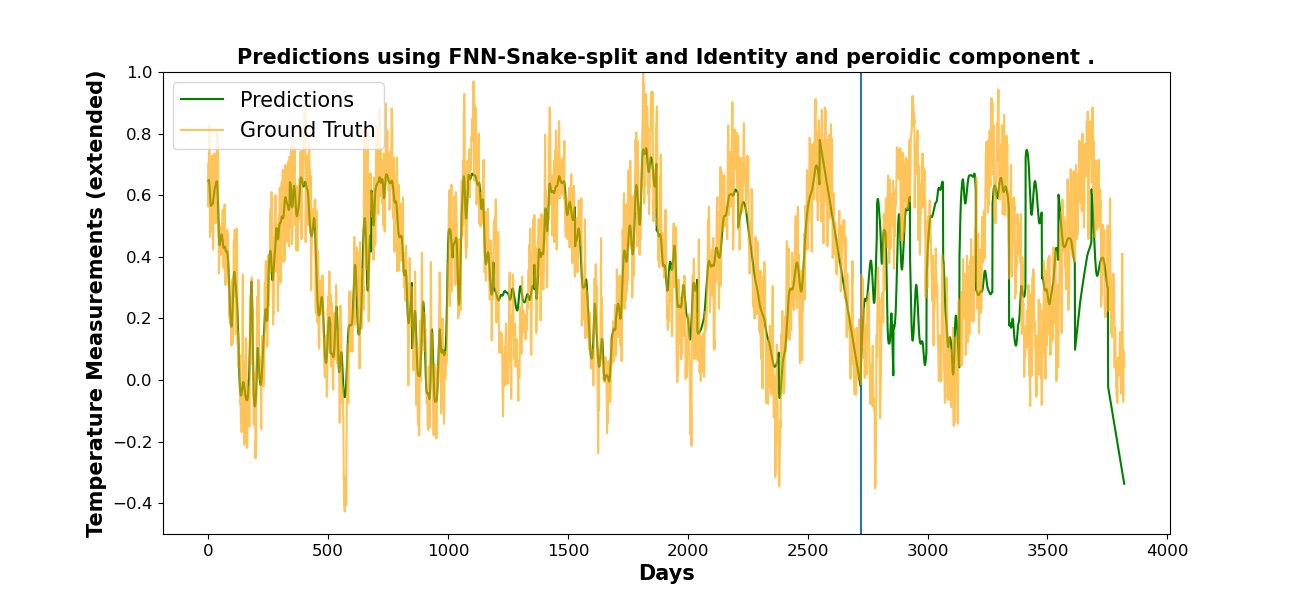 Predictions using FNN-Snake-split and Identity and peroidic component .
Temperature Measurements (extended)
1.0
0.8
0.6
0.4
0.2
0.0
−0.2
−0.4
Predictions
Ground Truth
0 500 1000 1500 2000 2500 3000 3500 4000
Days